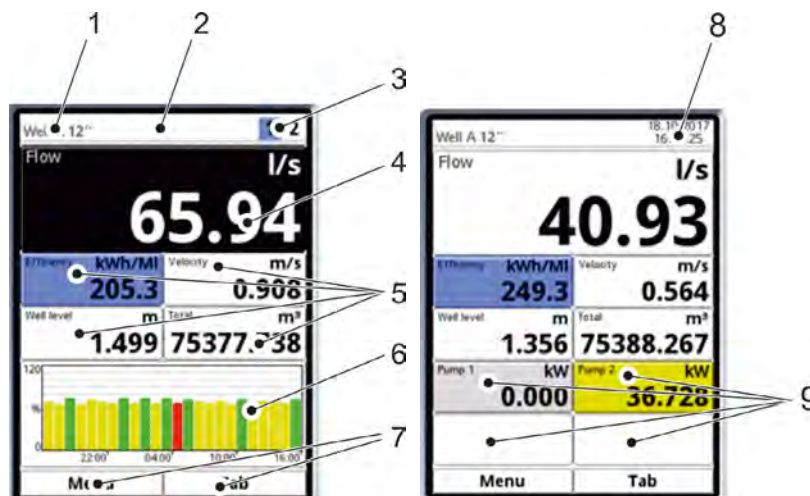 1
2
3
12"
2
Flow
l/s
65.94
4
Efficiency kWh/Ml
205.3
Velocity m/s
0.908
5
Well level m
1.499
Total m³
120
%
0
22:00 04:00 10:00 16:00
6
7
8
Well A 12"
Flow
l/s
40.93
Efficiency kWh/Ml
249.3
Velocity m/s
0.564
Well level m
1.356
Total m³
75388.267
Pump 1 kW
0.000
Pump 2 kW
36.728
9
Menu Tab